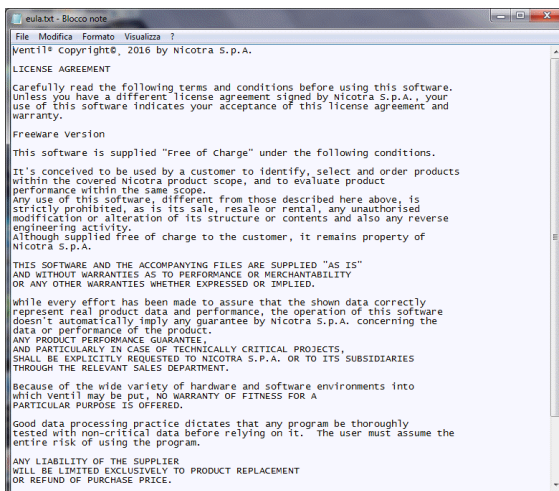 eula.txt - Blocco note
File Modifica Formato Visualizza ?
Ventil® Copyright©, 2016 by Nicotra S.p.A.
LICENSE AGREEMENT
Carefully read the following terms and conditions before using this software.
Unless you have a different license agreement signed by Nicotra S.p.A., your
use of this software indicates your acceptance of this license agreement and
warranty.
FreeWare Version
This software is supplied "Free of Charge" under the following conditions.
It's conceived to be used by a customer to identify, select and order products
within the covered Nicotra product scope, and to evaluate product
performance within the same scope.
Any use of this software, different from those described here above, is
strictly prohibited, as is its sale, resale or rental, any unauthorised
modification or alteration of its structure or contents and also any reverse
engineering activity.
Although supplied free of charge to the customer, it remains property of
Nicotra S.p.A.
THIS SOFTWARE AND THE ACCOMPANYING FILES ARE SUPPLIED "AS IS"
AND WITHOUT WARRANTIES AS TO PERFORMANCE OR MERCHANTABILITY
OR ANY OTHER WARRANTIES WHETHER EXPRESSED OR IMPLIED.
While every effort has been made to assure that the shown data correctly
represent real product data and performance, the operation of this software
doesn't automatically imply any guarantee by Nicotra S.p.A. concerning the
data or performance of the product.
ANY PRODUCT PERFORMANCE GUARANTEE,
AND PARTICULARLY IN CASE OF TECHNICALLY CRITICAL PROJECTS,
SHALL BE EXPLICITLY REQUESTED TO NICOTRA S.P.A. OR TO ITS SUBSIDIARIES
THROUGH THE RELEVANT SALES DEPARTMENT.
Because of the wide variety of hardware and software environments into
which Ventil may be put, NO WARRANTY OF FITNESS FOR A
PARTICULAR PURPOSE IS OFFERED.
Good data processing practice dictates that any program be thoroughly
tested with non-critical data before relying on it. The user must assume the
entire risk of using the program.
ANY LIABILITY OF THE SUPPLIER
WILL BE LIMITED EXCLUSIVELY TO PRODUCT REPLACEMENT
OR REFUND OF PURCHASE PRICE.